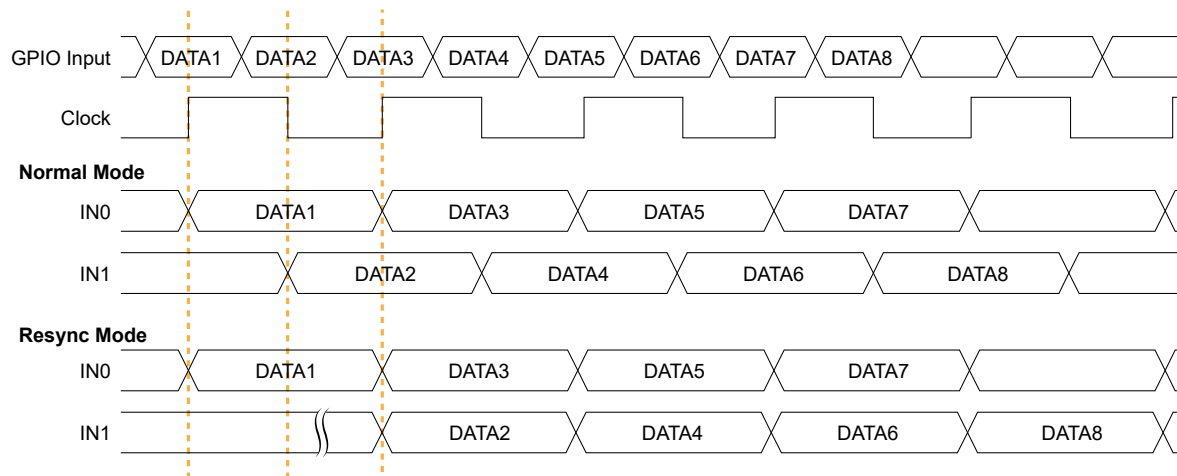 GPIO Input DATA1 DATA2 DATA3 DATA4 DATA5 DATA6 DATA7 DATA8
Clock
Normal Mode
IN0 DATA1 DATA3 DATA5 DATA7
IN1 DATA2 DATA4 DATA6 DATA8
Resync Mode
IN0 DATA1 DATA3 DATA5 DATA7
IN1 DATA2 DATA4 DATA6 DATA8